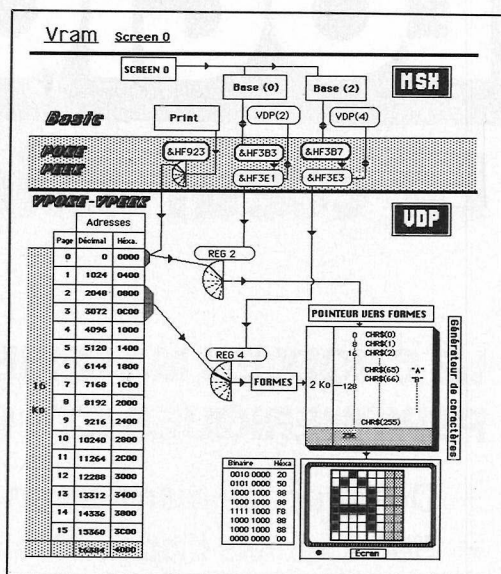 Vram Screen 0
SCREEN 0
Base (0)
Base (2)
MSX
Basic
Print
VDP(2)
VDP(4)
POKE
PEEK
&HF923
&HF3B3
&HF3B7
&HF3E1
&HF3E3
VPOKE-VPEEK
VDP
Adresses
Page Décimal Héxa.
0 0 0000
1 1024 0400
2 2048 0800
3 3072 0C00
4 4096 1000
5 5120 1400
6 6144 1800
7 7168 1C00
8 8192 2000
9 9216 2400
10 10240 2800
11 11264 2C00
12 12288 3000
13 13312 3400
14 14336 3800
15 15360 3C00
16384 4000
16
Ko
REG 2
REG 4
FORMES
POINTEUR VERS FORMES
0 CHR$(0)
8 CHR$(1)
16 CHR$(2)
CHR$(65) "A"
CHR$(66) "B"
2 Ko
128
CHR$(255)
256
Générateur de caractères
Binaire Héxa
0010 0000 20
0101 0000 50
1000 1000 88
1000 1000 88
1111 1000 F8
1000 1000 88
1000 1000 88
0000 0000 00
Ecran